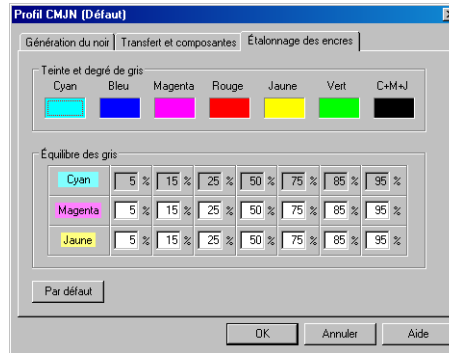 Profil CMJN (Défaut)
Génération du noir Transfert et composantes Étalonnage des encres
Teinte et degré de gris
Cyan Bleu Magenta Rouge Jaune Vert C+M+J
Équilibre des gris
Cyan 5 % 15 % 25 % 50 % 75 % 85 % 95 %
Magenta 5 % 15 % 25 % 50 % 75 % 85 % 95 %
Jaune 5 % 15 % 25 % 50 % 75 % 85 % 95 %
Par défaut
OK Annuler Aide